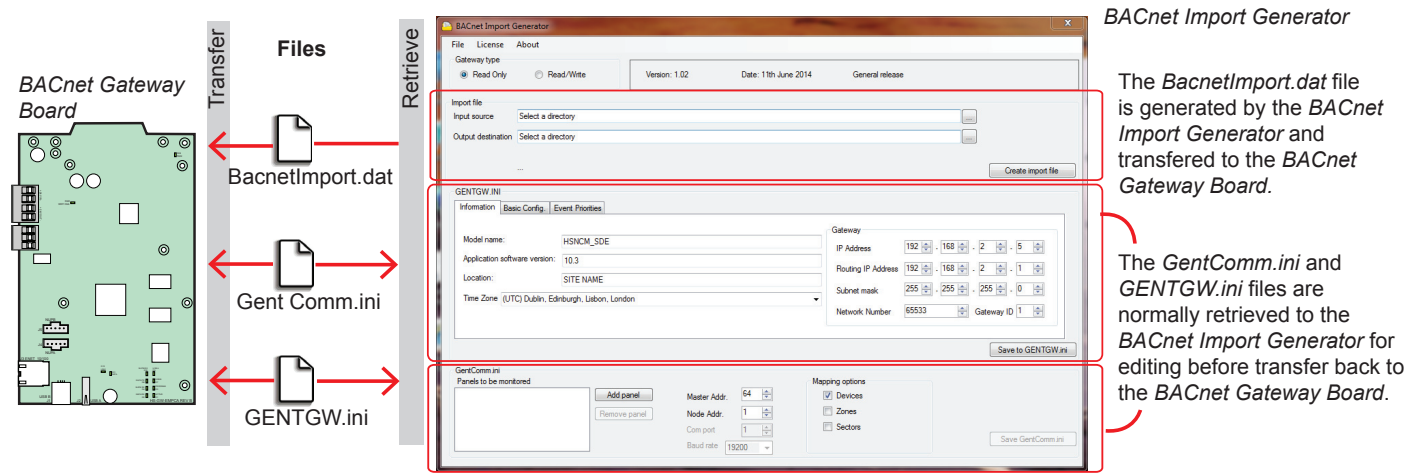 BACnet Gateway
Board
Transfer
Files
Retrieve
BacnetImport.dat
Gent Comm.ini
GENTGW.ini
BACnet Import Generator
File License About
Gateway type
Read Only Read/Write
Version: 1.02 Date: 11th June 2014 General release
Import file
Input source Select a directory ...
Output destination Select a directory ...
...
Create import file
GENTGW.INI
Information Basic Config. Event Priorities
Model name: HSNCM_SDE
Application software version: 10.3
Location: SITE NAME
Time Zone (UTC) Dublin, Edinburgh, Lisbon, London
Gateway
IP Address 192 . 168 . 2 . 5
Routing IP Address 192 . 168 . 2 . 1
Subnet mask 255 . 255 . 255 . 0
Network Number 65533 Gateway ID 1
Save to GENTGW.ini
GentComm.ini
Panels to be monitored
Add panel
Remove panel
Master Addr. 64
Node Addr. 1
Com port 1
Baud rate 19200
Mapping options
Devices
Zones
Sectors
Save GentComm.ini
BACnet Import Generator
The BacnetImport.dat file
is generated by the BACnet
Import Generator and
transfered to the BACnet
Gateway Board.
The GentComm.ini and
GENTGW.ini files are
normally retrieved to the
BACnet Import Generator for
editing before transfer back to
the BACnet Gateway Board.